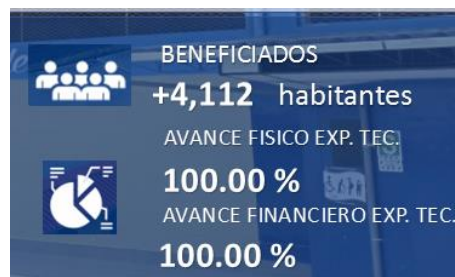 BENEFICIADOS
+4,112 habitantes
AVANCE FISICO EXP. TEC.
100.00 %
AVANCE FINANCIERO EXP. TEC.
100.00 %